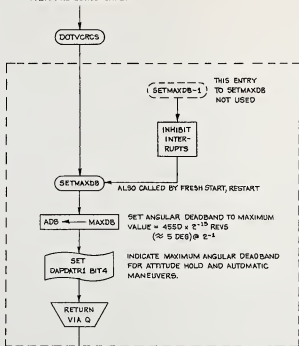 DOTVCRCS
SETMAXDB-1
THIS ENTRY
TO SETMAXDB
NOT USED
INHIBIT
INTER-
RUPTS
SETMAXDB
ALSO CALLED BY FRESH START, RESTART
ADB MAXDB
SET ANGULAR DEADBAND TO MAXIMUM
VALUE = 455D x 2-15 REVS
(≈ 5 DEG)@ 2-1
SET
DAPDATR1 BIT4
INDICATE MAXIMUM ANGULAR DEADBAND
FOR ATTITUDE HOLD AND AUTOMATIC
MANEUVERS.
RETURN
VIA Q